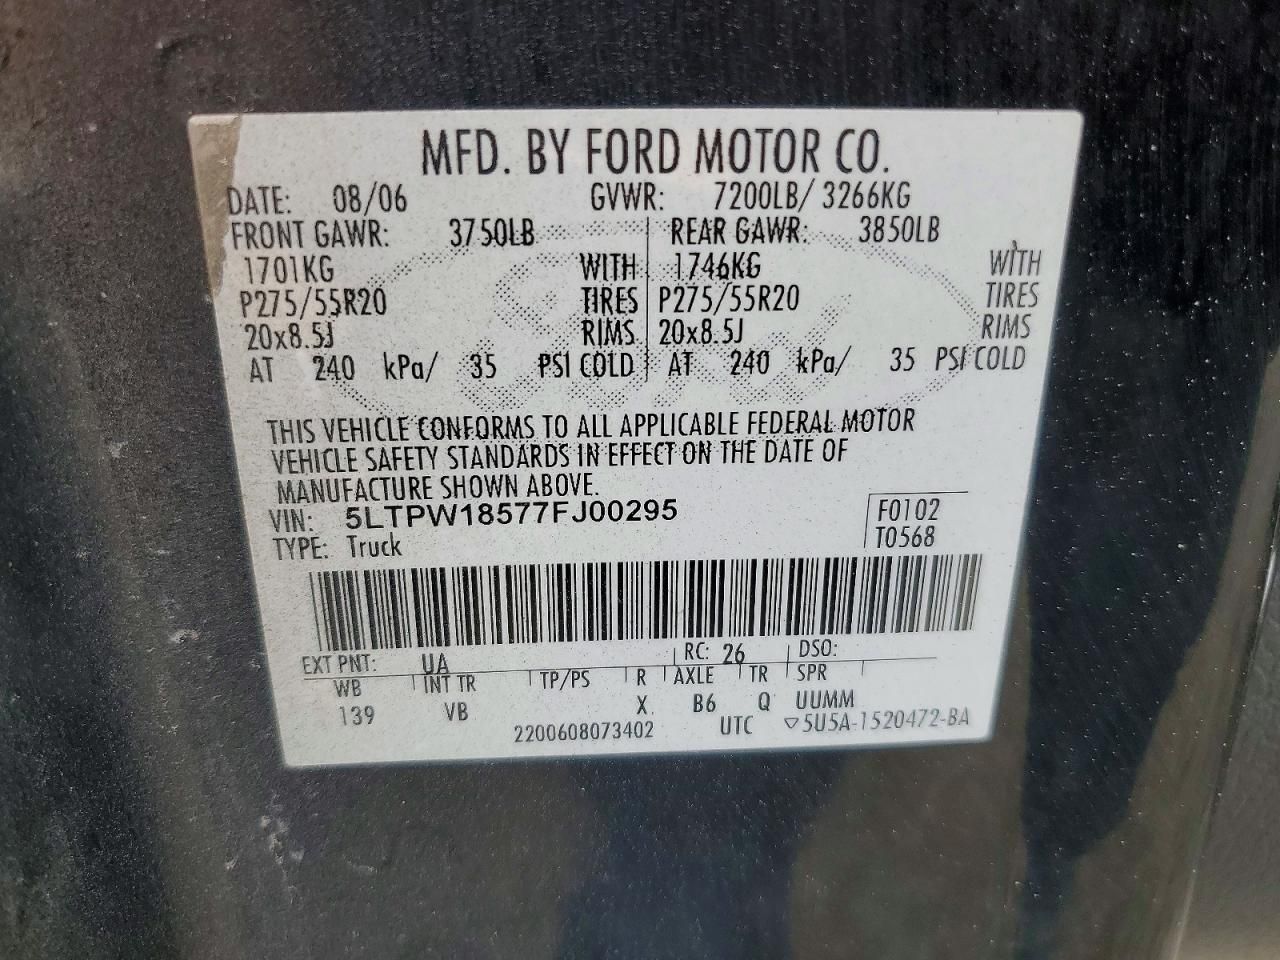 MFD. BY FORD MOTOR CO.
DATE: 08/06 GVWR: 7200LB/ 3266KG
FRONT GAWR: 3750LB REAR GAWR: 3850LB
1701KG WITH 1746KG WITH
P275/55R20 TIRES P275/55R20 TIRES
20x8.5J RIMS 20x8.5J RIMS
AT 240 kPa/ 35 PSI COLD AT 240 kPa/ 35 PSI COLD
THIS VEHICLE CONFORMS TO ALL APPLICABLE FEDERAL MOTOR
VEHICLE SAFETY STANDARDS IN EFFECT ON THE DATE OF
MANUFACTURE SHOWN ABOVE.
VIN: 5LTPW18577FJ00295 F0102
TYPE: Truck T0568
EXT PNT: UA RC: 26 DSO:
WB INT TR TP/PS R AXLE TR SPR
139 VB X B6 Q UUMM
2200608073402 UTC ▽5U5A-1520472-BA